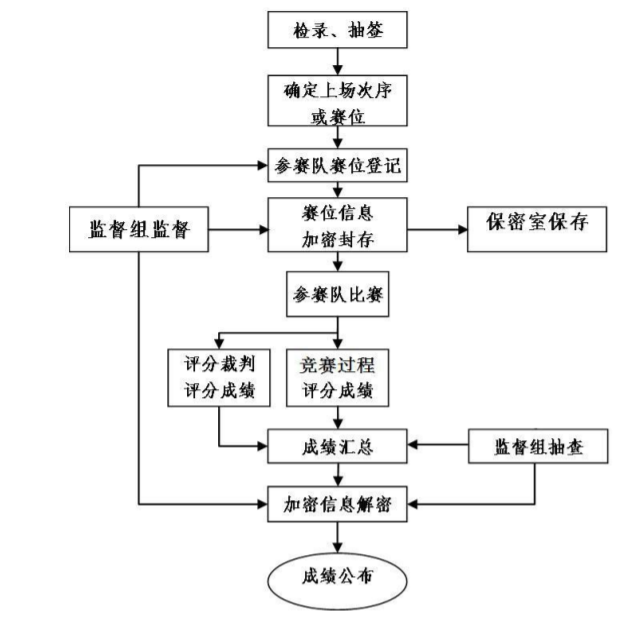 检录、抽签
确定上场次序
或赛位
参赛队赛位登记
监督组监督
赛位信息
加密封存
保密室保存
参赛队比赛
评分裁判
评分成绩
竞赛过程
评分成绩
成绩汇总
监督组抽查
加密信息解密
成绩公布